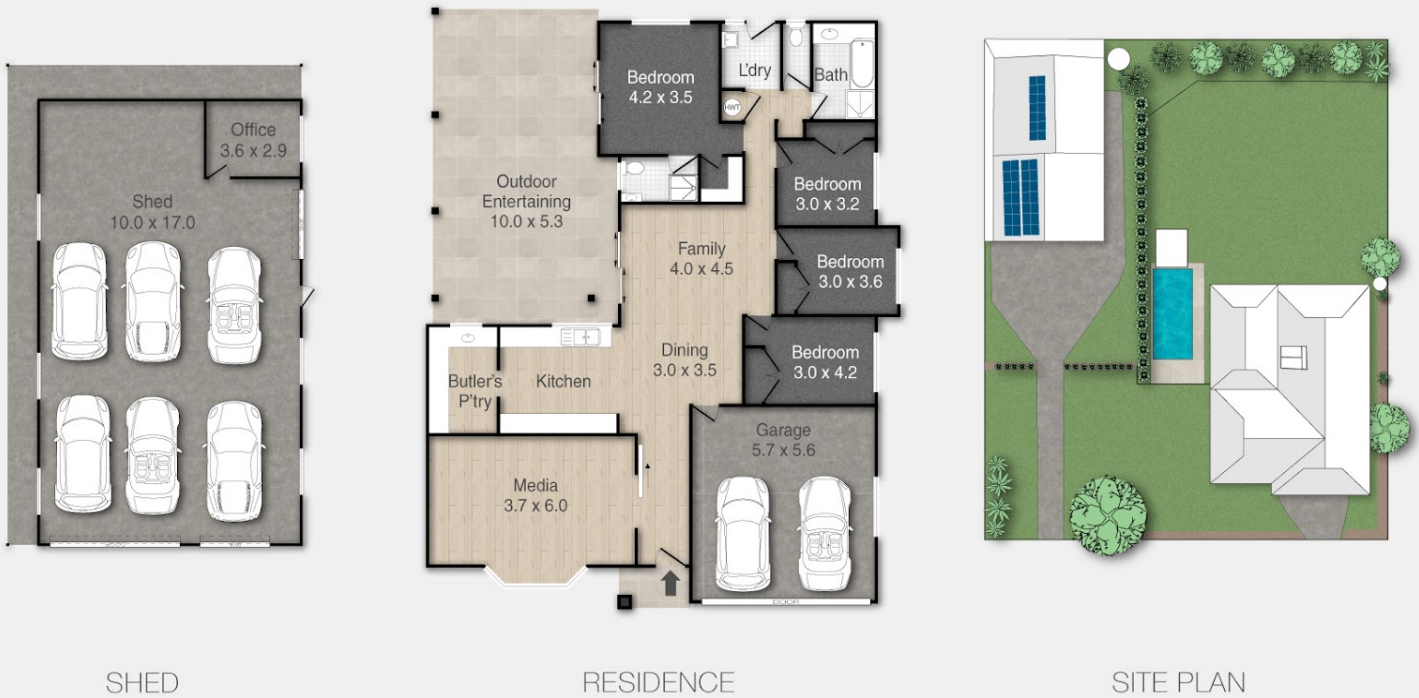 Office
3.6 x 2.9
Shed
10.0 x 17.0
Bedroom
4.2 x 3.5
L'dry
Bath
HWT
Outdoor
Entertaining
10.0 x 5.3
Bedroom
3.0 x 3.2
Family
4.0 x 4.5
Bedroom
3.0 x 3.6
Dining
3.0 x 3.5
Bedroom
3.0 x 4.2
Butler's
P'try
Kitchen
Garage
5.7 x 5.6
Media
3.7 x 6.0
DOOR
SHED
RESIDENCE
SITE PLAN